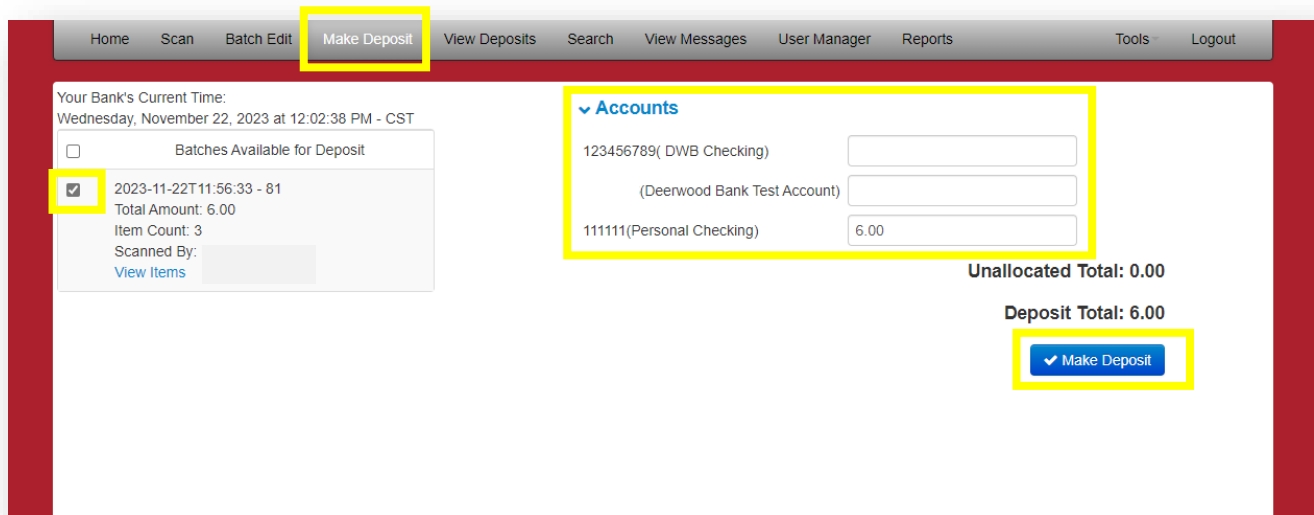 Home Scan Batch Edit Make Deposit View Deposits Search View Messages User Manager Reports Tools Logout
Your Bank's Current Time:
Wednesday, November 22, 2023 at 12:02:38 PM - CST
Batches Available for Deposit
2023-11-22T11:56:33 - 81
Total Amount: 6.00
Item Count: 3
Scanned By:
View Items
Accounts
123456789( DWB Checking)
(Deerwood Bank Test Account)
111111(Personal Checking) 6.00
Unallocated Total: 0.00
Deposit Total: 6.00
Make Deposit